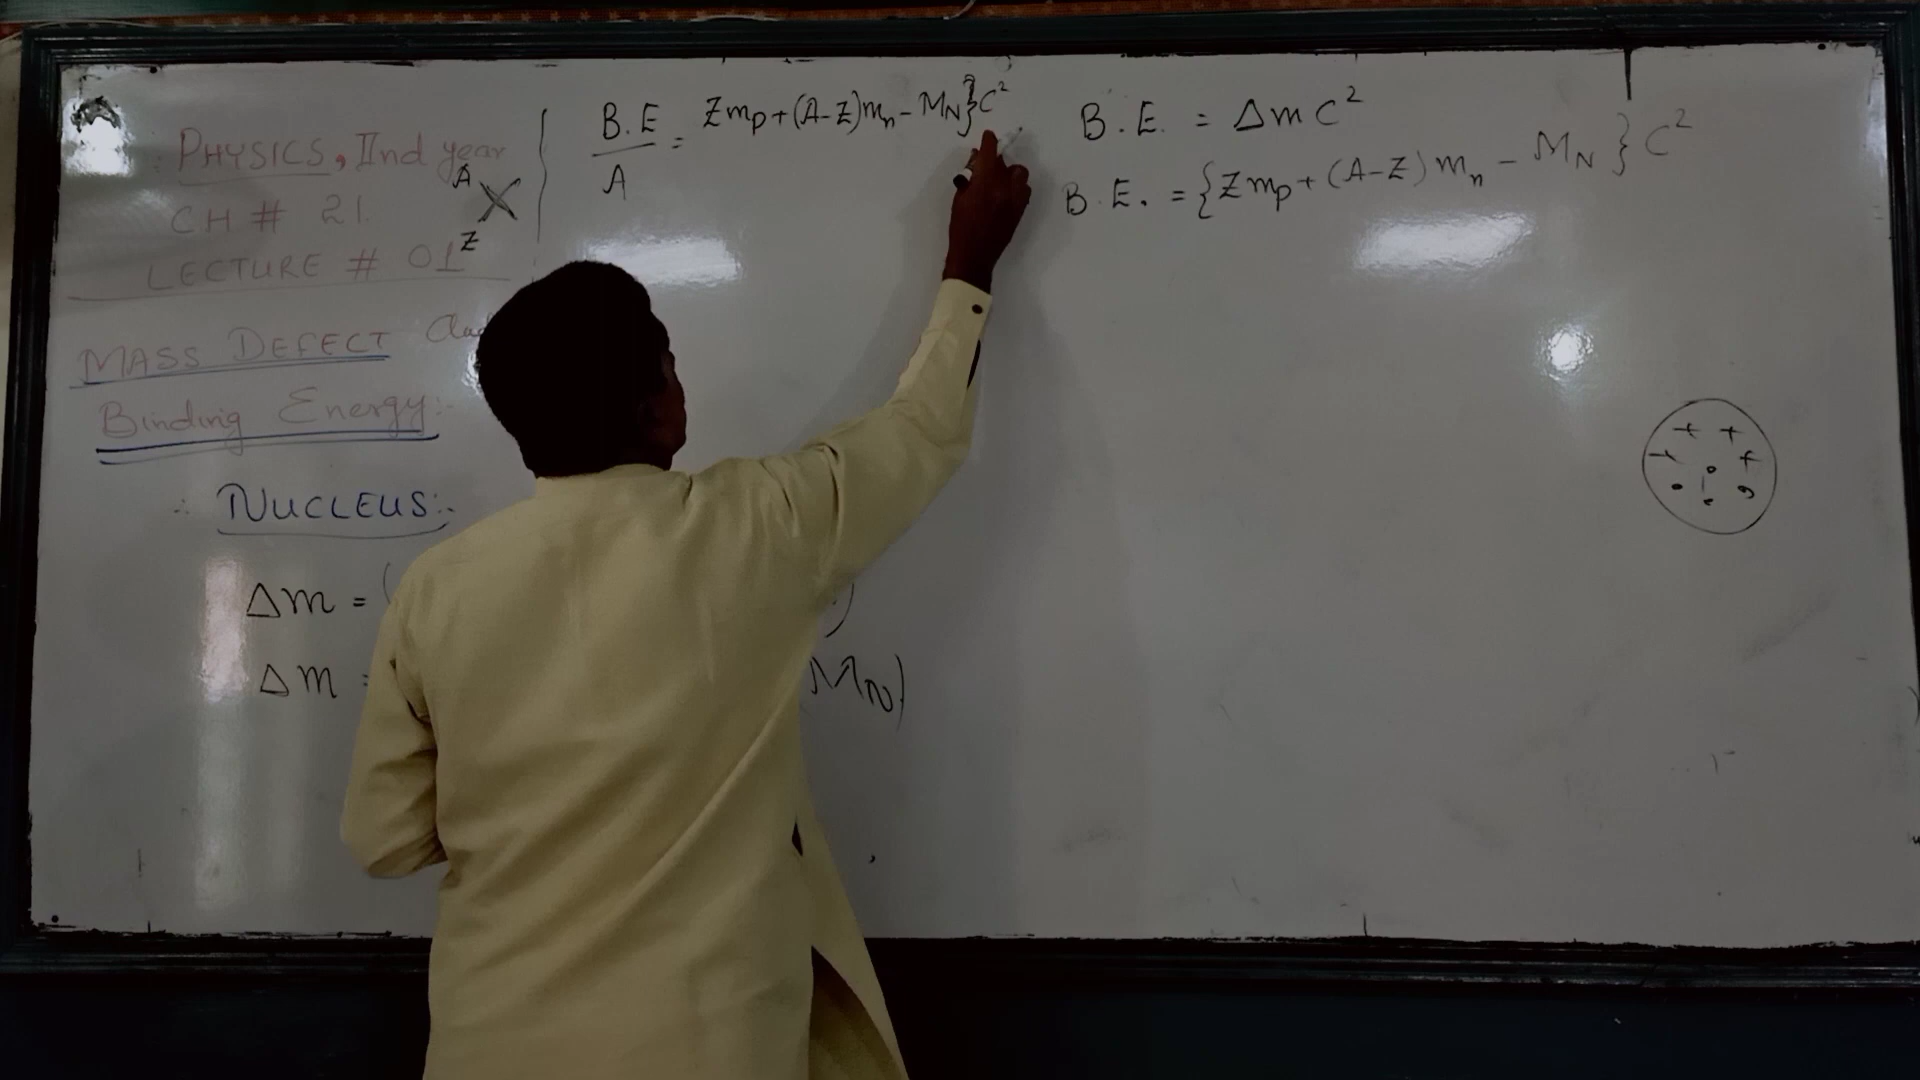 PHYSICS, IInd year
CH # 21.
LECTURE # 01
A
X
Z
MASS DEFECT
Binding Energy:-
∴ NUCLEUS:-
Δm = (
)
Δm =
MN)
B.E/A = Zmp+(A-Z)mn - MN}C²
B.E. = ΔmC²
B.E. = {Zmp+(A-Z)mn - MN}C²
+ +
+ +